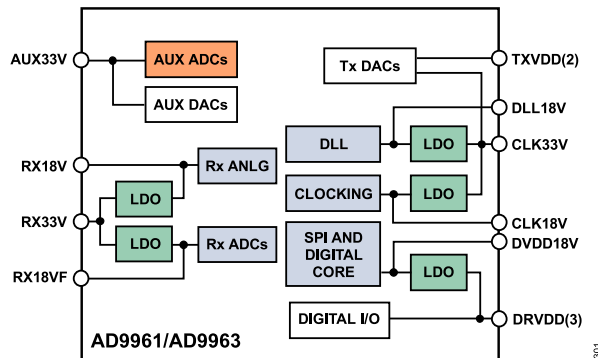 AUX33V
AUX ADCs
Tx DACs
TXVDD(2)
AUX DACs
DLL18V
DLL
LDO
CLK33V
RX18V
Rx ANLG
CLOCKING
LDO
LDO
RX33V
CLK18V
LDO
Rx ADCs
SPI AND
DIGITAL
CORE
DVDD18V
LDO
RX18VF
DIGITAL I/O
DRVDD(3)
AD9961/AD9963
301